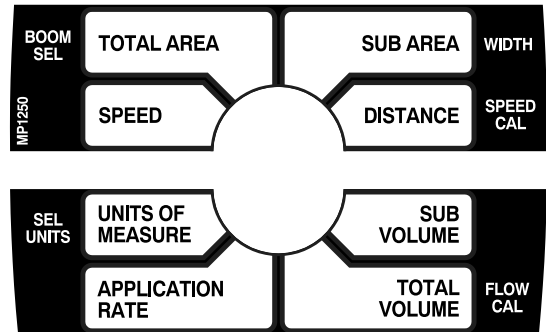 BOOM
SEL
TOTAL AREA
SUB AREA
WIDTH
MP1250
SPEED
DISTANCE
SPEED
CAL
SEL
UNITS
UNITS OF
MEASURE
SUB
VOLUME
APPLICATION
RATE
TOTAL
VOLUME
FLOW
CAL